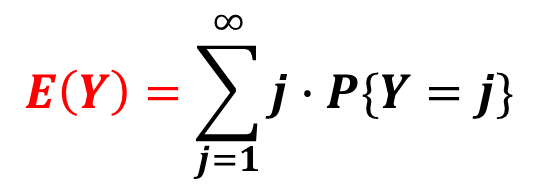 E(Y) = ∑_{j=1}^{∞} j · P{Y = j}